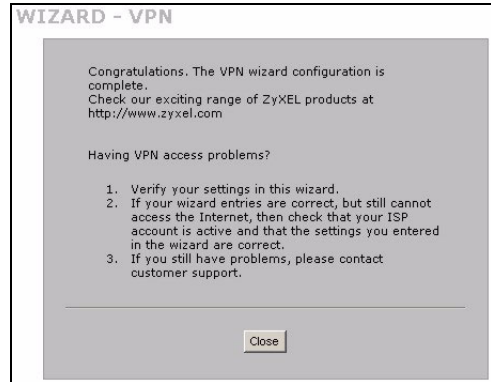 WIZARD - VPN
Congratulations. The VPN wizard configuration is
complete.
Check our exciting range of ZyXEL products at
http://www.zyxel.com
Having VPN access problems?
1. Verify your settings in this wizard.
2. If your wizard entries are correct, but still cannot
access the Internet, then check that your ISP
account is active and that the settings you entered
in the wizard are correct.
3. If you still have problems, please contact
customer support.
Close